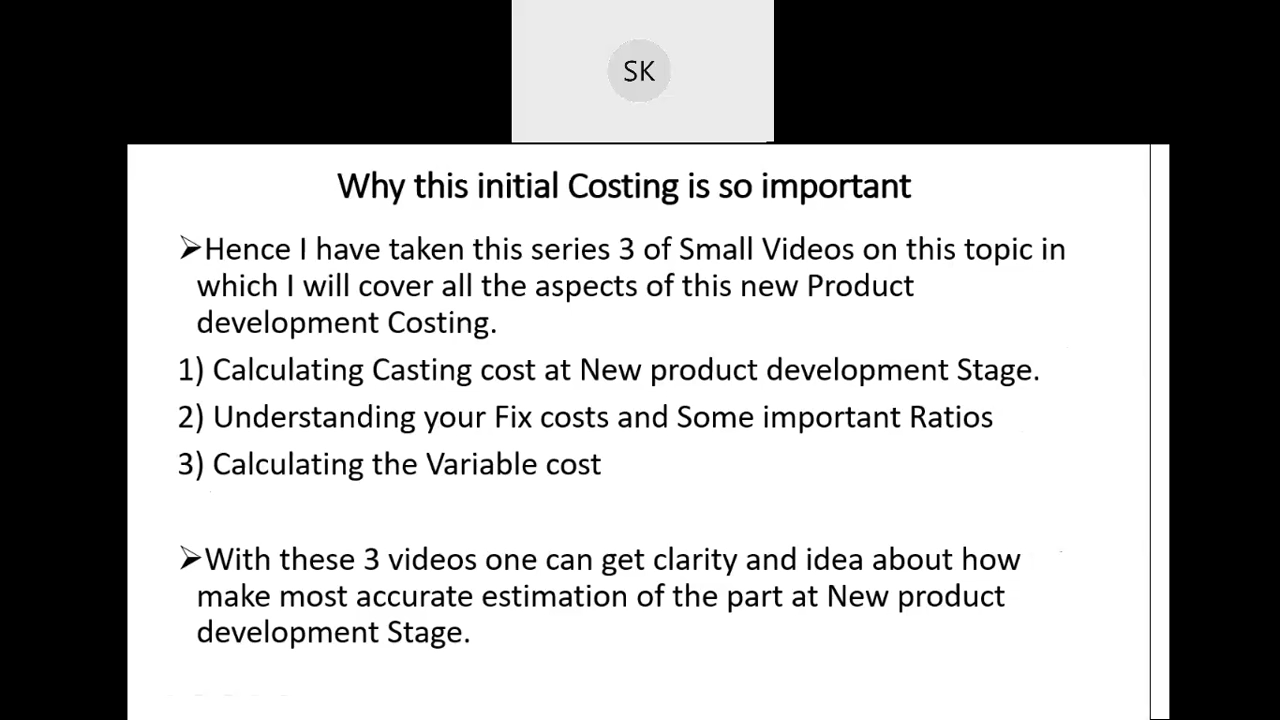 SK
Why this initial Costing is so important
➢Hence I have taken this series 3 of Small Videos on this topic in
which I will cover all the aspects of this new Product
development Costing.
1) Calculating Casting cost at New product development Stage.
2) Understanding your Fix costs and Some important Ratios
3) Calculating the Variable cost
➢With these 3 videos one can get clarity and idea about how
make most accurate estimation of the part at New product
development Stage.